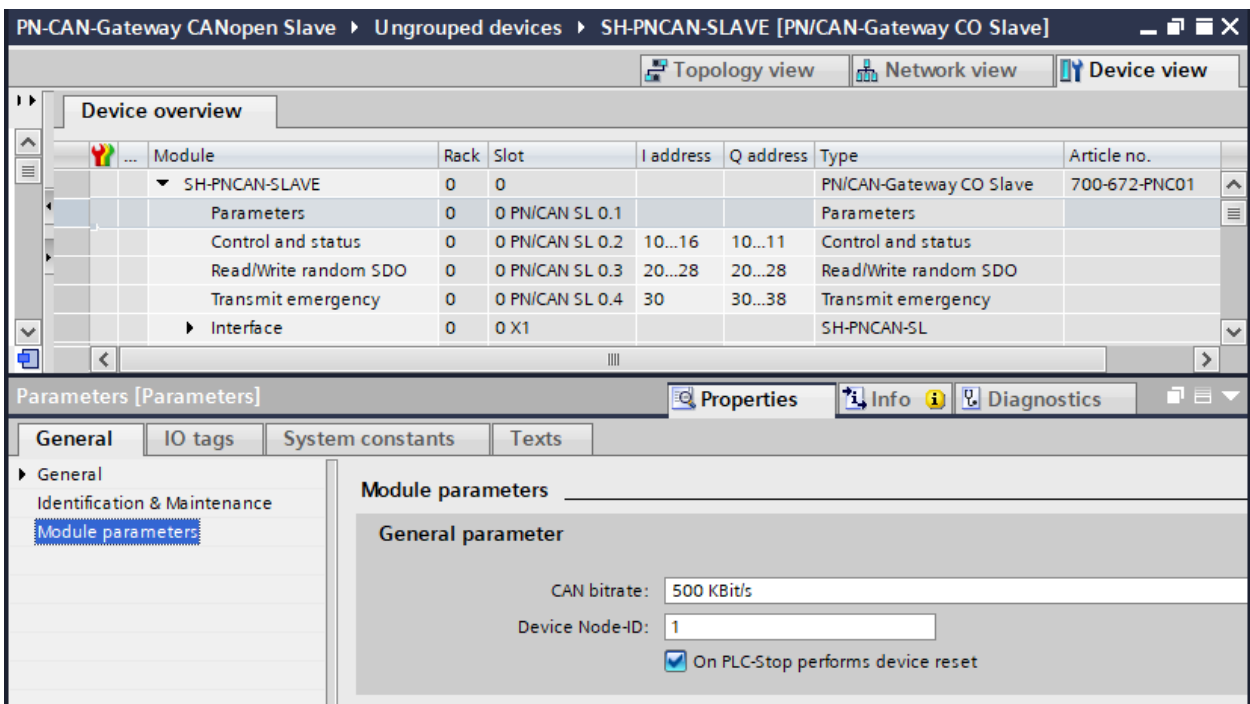 PN-CAN-Gateway CANopen Slave Ungrouped devices SH-PNCAN-SLAVE [PN/CAN-Gateway CO Slave]
Topology view Network view Device view
Device overview
... Module Rack Slot I address Q address Type Article no.
SH-PNCAN-SLAVE 0 0 PN/CAN-Gateway CO Slave 700-672-PNC01
Parameters 0 0 PN/CAN SL 0.1 Parameters
Control and status 0 0 PN/CAN SL 0.2 10...16 10...11 Control and status
Read/Write random SDO 0 0 PN/CAN SL 0.3 20...28 20...28 Read/Write random SDO
Transmit emergency 0 0 PN/CAN SL 0.4 30 30...38 Transmit emergency
Interface 0 0 X1 SH-PNCAN-SL
Parameters [Parameters] Properties Info Diagnostics
General IO tags System constants Texts
General
Identification & Maintenance
Module parameters
Module parameters
General parameter
CAN bitrate: 500 KBit/s
Device Node-ID: 1
On PLC-Stop performs device reset